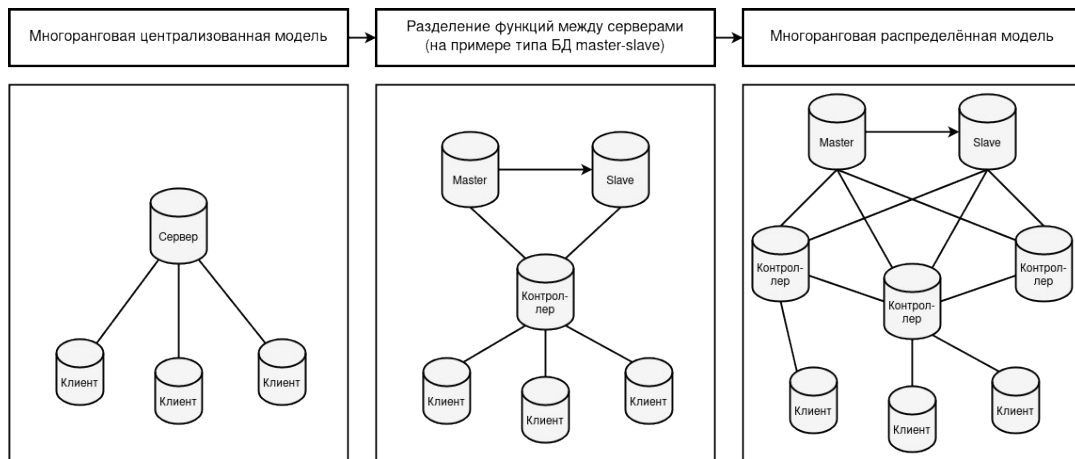 Многоранговая централизованная модель
Разделение функций между серверами
(на примере типа БД master-slave)
Многоранговая распределённая модель
Сервер
Клиент
Клиент
Клиент
Master
Slave
Контрол-
лер
Клиент
Клиент
Клиент
Master
Slave
Контрол-
лер
Контрол-
лер
Контрол-
лер
Клиент
Клиент
Клиент